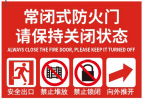 常闭式防火门
请保持关闭状态
ALWAYS CLOSE THE FIRE DOOR, PLEASE KEEP IT TURNED OFF
安全出口 禁止堆放 禁止锁闭 向外推开